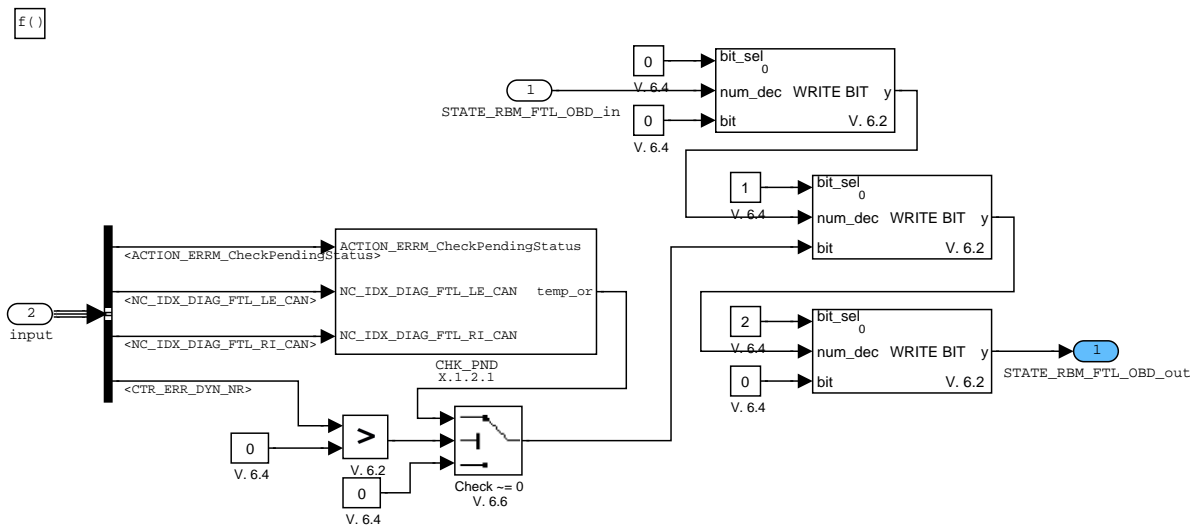 f()
0
V. 6.4
1
STATE_RBM_FTL_OBD_in
0
V. 6.4
bit_sel
0
num_dec
WRITE BIT
y
bit
V. 6.2
1
V. 6.4
bit_sel
0
num_dec
WRITE BIT
y
bit
V. 6.2
2
input
<ACTION_ERRM_CheckPendingStatus>
<NC_IDX_DIAG_FTL_LE_CAN>
<NC_IDX_DIAG_FTL_RI_CAN>
<CTR_ERR_DYN_NR>
ACTION_ERRM_CheckPendingStatus
NC_IDX_DIAG_FTL_LE_CAN
temp_or
NC_IDX_DIAG_FTL_RI_CAN
CHK_PND
X.1.2.1
2
V. 6.4
0
V. 6.4
bit_sel
0
num_dec
WRITE BIT
y
bit
V. 6.2
1
STATE_RBM_FTL_OBD_out
0
V. 6.4
>
V. 6.2
0
V. 6.4
Check ~= 0
V. 6.6